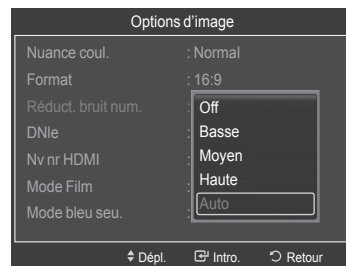 Options d'image
Nuance coul. : Normal
Format : 16:9
Réduct. bruit num. : Off
DNIe : Basse
Nv nr HDMI : Moyen
Mode Film : Haute
Mode bleu seu. : Auto
Dépl. Intro. Retour